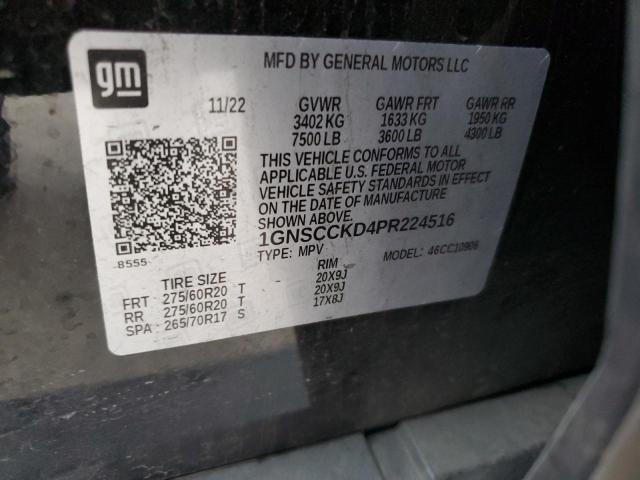 gm
MFD BY GENERAL MOTORS LLC
11/22 GVWR GAWR FRT GAWR RR
3402 KG 1633 KG 1950 KG
7500 LB 3600 LB 4300 LB
THIS VEHICLE CONFORMS TO ALL
APPLICABLE U.S. FEDERAL MOTOR
VEHICLE SAFETY STANDARDS IN EFFECT
ON THE DATE OF MANUFACTURE
SHOWN ABOVE.
1GNSCCKD4PR224516
8555 TYPE: MPV MODEL: 46CC10906
TIRE SIZE RIM
FRT 275/60R20 T 20X9J
RR 275/60R20 T 20X9J
SPA 265/70R17 S 17X8J